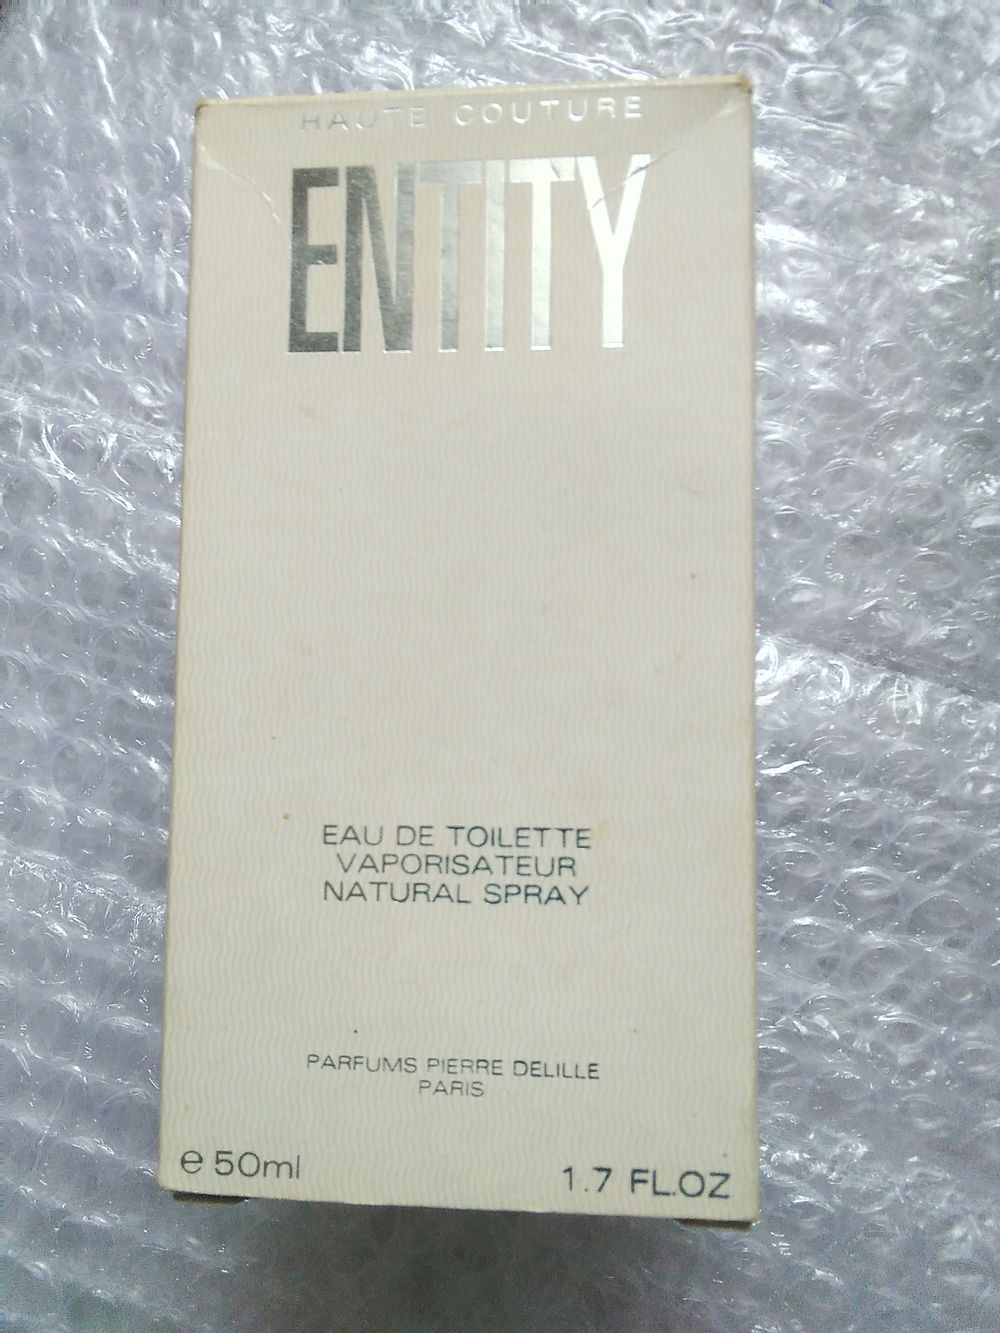 HAUTE COUTURE
ENTITY
EAU DE TOILETTE
VAPORISATEUR
NATURAL SPRAY
PARFUMS PIERRE DELILLE
PARIS
e 50ml
1.7 FL.OZ